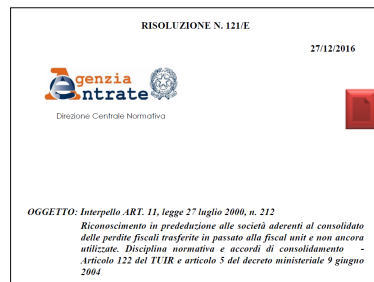 RISOLUZIONE N. 121/E
27/12/2016
Agenzia
Entrate
Direzione Centrale Normativa
OGGETTO: Interpello ART. 11, legge 27 luglio 2000, n. 212
Riconoscimento in prededuzione alle società aderenti al consolidato
delle perdite fiscali trasferite in passato alla fiscal unit e non ancora
utilizzate. Disciplina normativa e accordi di consolidamento -
Articolo 122 del TUIR e articolo 5 del decreto ministeriale 9 giugno
2004